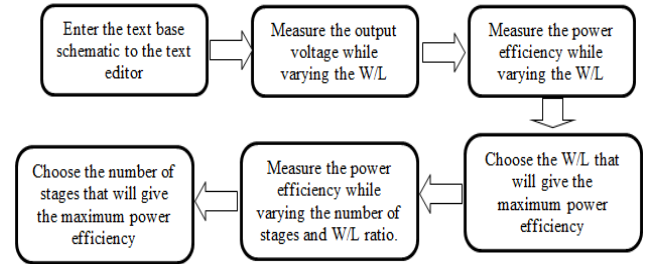 Enter the text base
schematic to the text
editor
Measure the output
voltage while
varying the W/L
Measure the power
efficiency while
varying the W/L
Choose the W/L that
will give the
maximum power
efficiency
Measure the power
efficiency while
varying the number of
stages and W/L ratio.
Choose the number of
stages that will give
the maximum power
efficiency